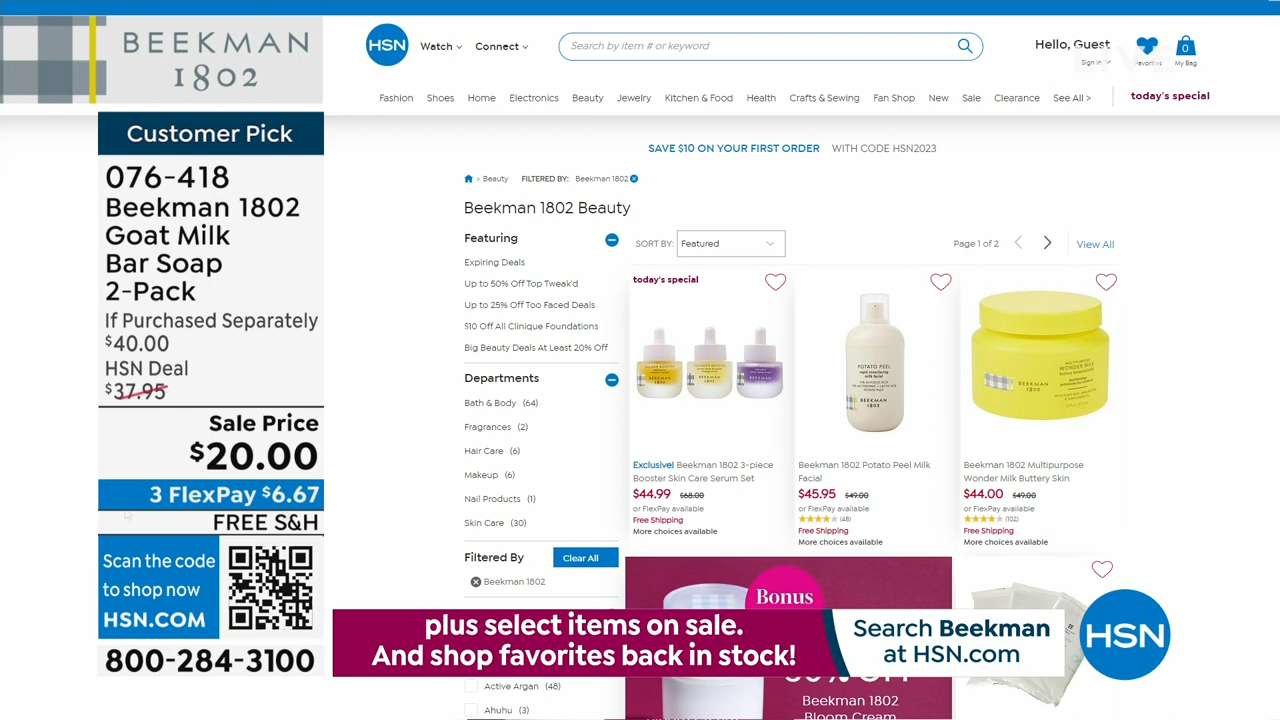 BEEKMAN
1802
Customer Pick
076-418
Beekman 1802
Goat Milk
Bar Soap
2-Pack
If Purchased Separately
$40.00
HSN Deal
$37.95
Sale Price
$20.00
3 FlexPay $6.67
FREE S&H
Scan the code
to shop now
HSN.COM
800-284-3100
HSN
Watch
Connect
Search by item # or keyword
Hello, Guest
Sign In
Favorites
0
My Bag
Fashion Shoes Home Electronics Beauty Jewelry Kitchen & Food Health Crafts & Sewing Fan Shop New Sale Clearance See All > today's special
SAVE $10 ON YOUR FIRST ORDER WITH CODE HSN2023
> Beauty FILTERED BY: Beekman 1802
Beekman 1802 Beauty
Featuring
Expiring Deals
Up to 50% Off Top Tweak'd
Up to 25% Off Too Faced Deals
$10 Off All Clinique Foundations
Big Beauty Deals At Least 20% Off
Departments
Bath & Body (64)
Fragrances (2)
Hair Care (6)
Makeup (6)
Nail Products (1)
Skin Care (30)
Filtered By
Clear All
Beekman 1802
Active Argan (48)
Ahuhu (3)
SORT BY: Featured
Page 1 of 2
View All
today's special
Exclusive! Beekman 1802 3-piece
Booster Skin Care Serum Set
$44.99 $68.00
or FlexPay available
Free Shipping
More choices available
POTATO PEEL
rapid resurfacing
milk facial
BEEKMAN
1802
Beekman 1802 Potato Peel Milk
Facial
$45.95 $49.00
or FlexPay available
(48)
Free Shipping
More choices available
WONDER MILK
BEEKMAN
1802
Beekman 1802 Multipurpose
Wonder Milk Buttery Skin
$44.00 $49.00
or FlexPay available
(102)
Free Shipping
More choices available
Bonus
Beekman 1802
Bloom Cream
plus select items on sale.
And shop favorites back in stock!
Search Beekman
at HSN.com
HSN